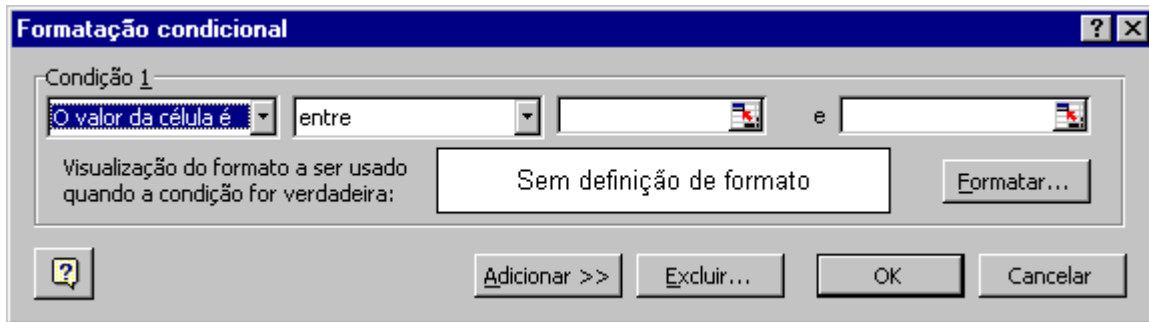 Formatação condicional
Condição 1
O valor da célula é entre e
Visualização do formato a ser usado
quando a condição for verdadeira:
Sem definição de formato
Formatar...
Adicionar >> Excluir... OK Cancelar